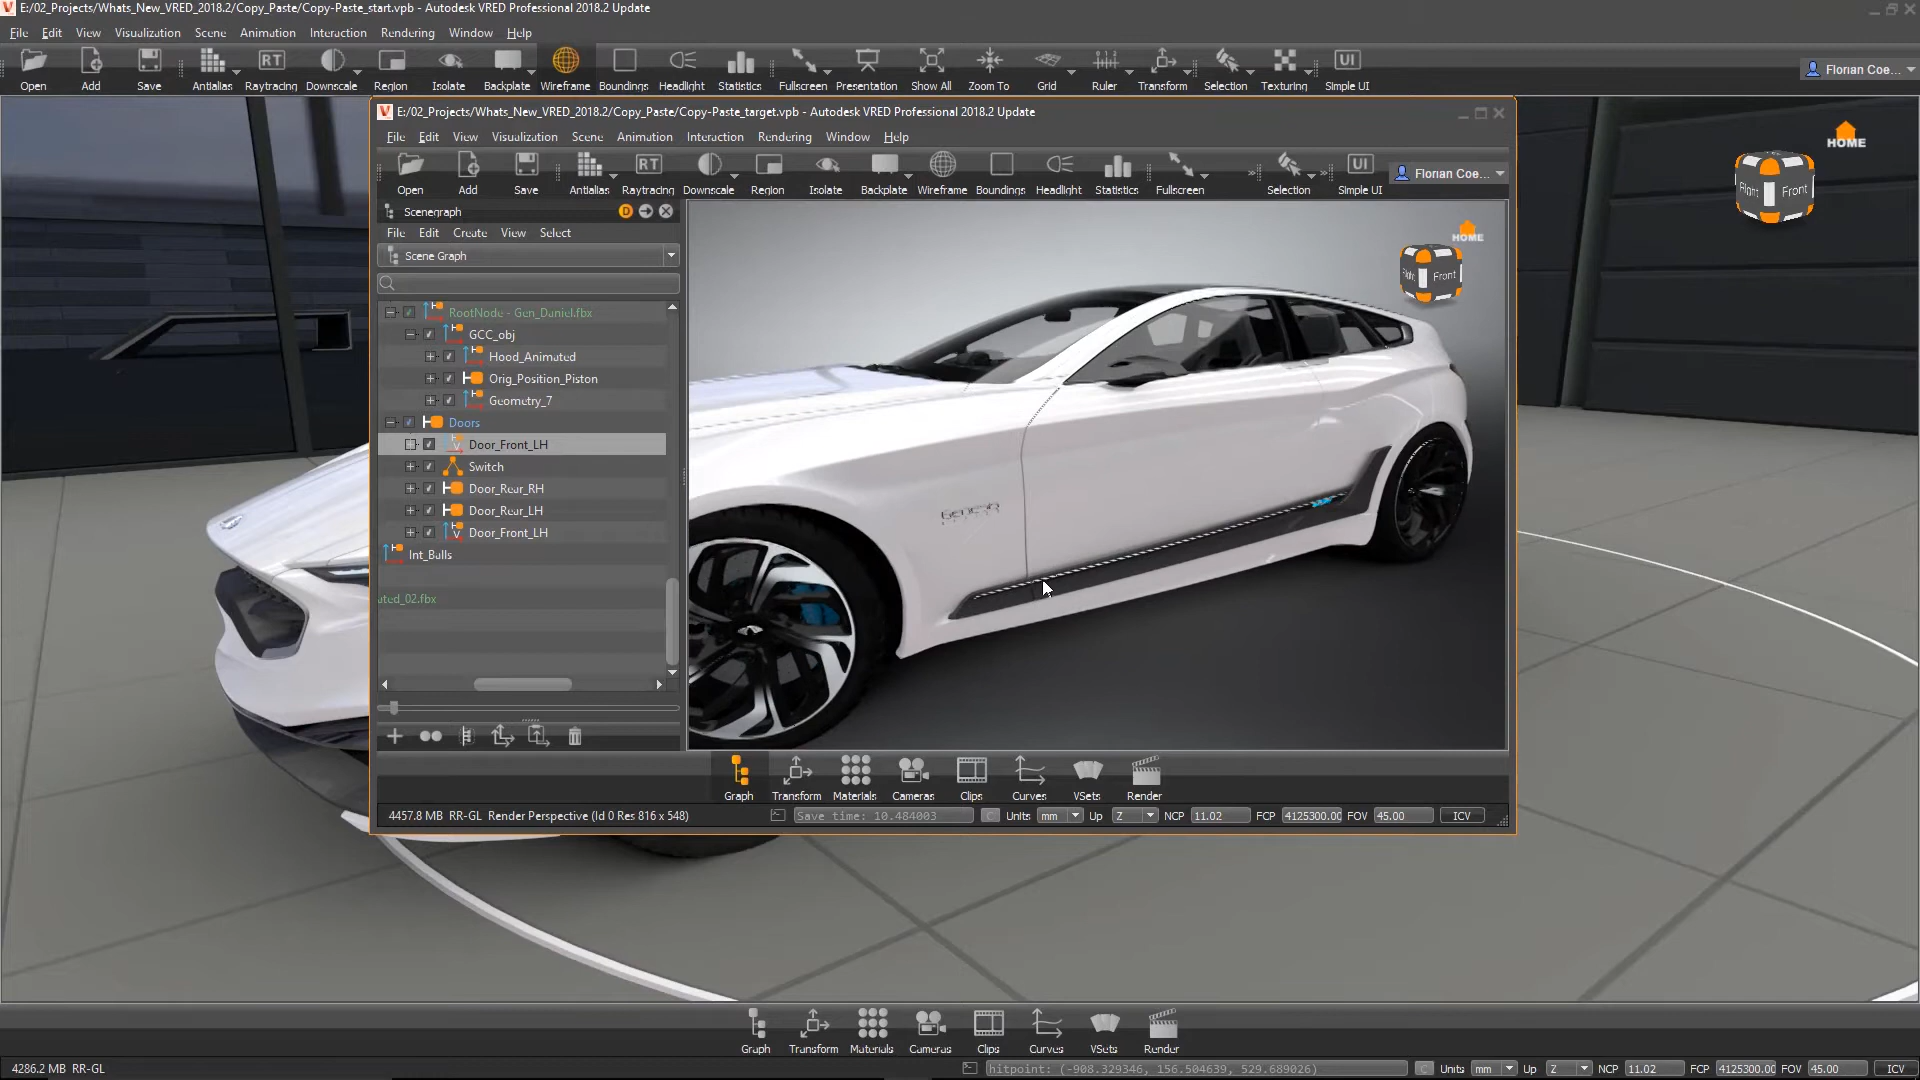 E:/02_Projects/Whats_New_VRED_2018.2/Copy_Paste/Copy-Paste_start.vpb - Autodesk VRED Professional 2018.2 Update
File Edit View Visualization Scene Animation Interaction Rendering Window Help
Open Add Save Antialias Raytracing Downscale Region Isolate Backplate Wireframe Boundings Headlight Statistics Fullscreen Presentation Show All Zoom To Grid Ruler Transform Selection Texturing Simple UI
Florian Coe...
HOME
Right Front
E:/02_Projects/Whats_New_VRED_2018.2/Copy_Paste/Copy-Paste_target.vpb - Autodesk VRED Professional 2018.2 Update
File Edit View Visualization Scene Animation Interaction Rendering Window Help
Open Add Save Antialias Raytracing Downscale Region Isolate Backplate Wireframe Boundings Headlight Statistics Fullscreen Selection Simple UI
Florian Coe...
Scenegraph
File Edit Create View Select
Scene Graph
RootNode - Gen_Daniel.fbx
GCC_obj
Hood_Animated
Orig_Position_Piston
Geometry_7
Doors
Door_Front_LH
Switch
Door_Rear_RH
Door_Rear_LH
Door_Front_LH
Int_Bulls
ated_02.fbx
HOME
Right Front
GENESIS
Graph Transform Materials Cameras Clips Curves VSets Render
4457.8 MB RR-GL Render Perspective (Id 0 Res 816 x 548)
Save time: 10.484003
C Units mm Up Z NCP 11.02 FCP 4125300.00 FOV 45.00 ICV
Graph Transform Materials Cameras Clips Curves VSets Render
4286.2 MB RR-GL
hitpoint: (-908.329346, 156.504639, 529.689026)
C Units mm Up Z NCP 11.02 FCP 4125300.00 FOV 45.00 ICV